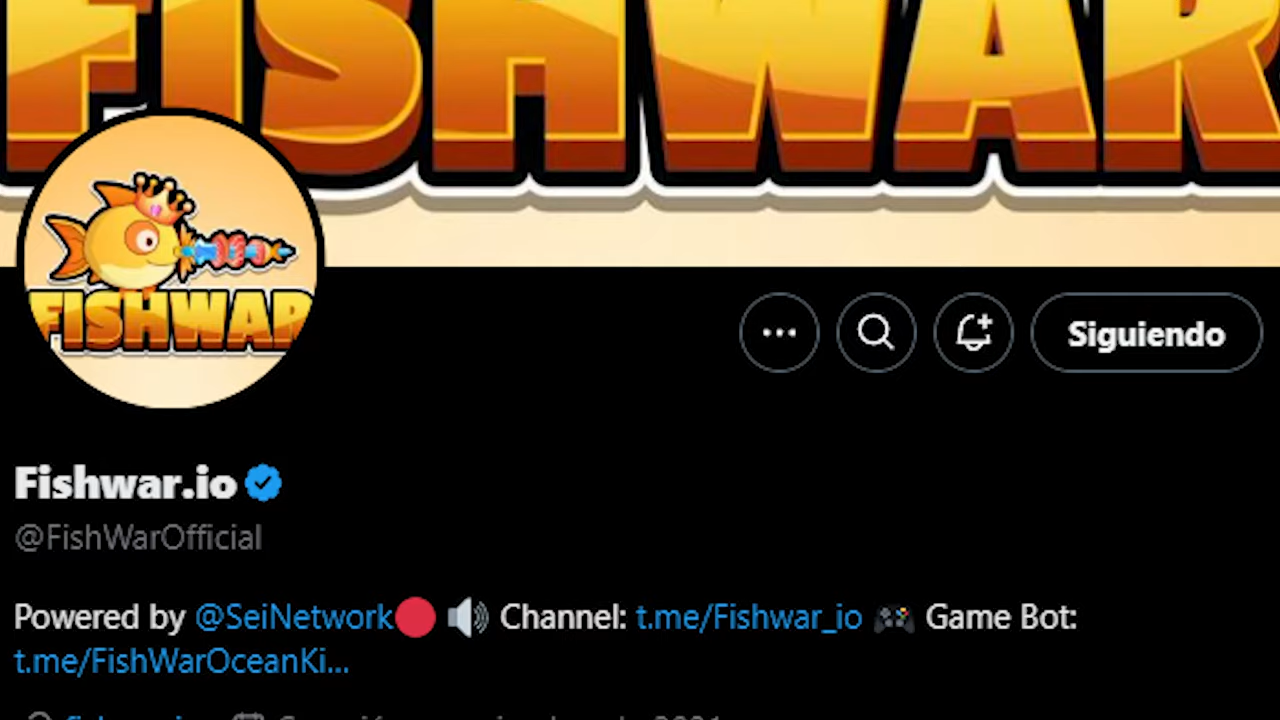 FISHWAR
FISHWAR
Siguiendo
Fishwar.io
@FishWarOfficial
Powered by @SeiNetwork🔴 🔊 Channel: t.me/Fishwar_io 🎮 Game Bot:
t.me/FishWarOceanKi...